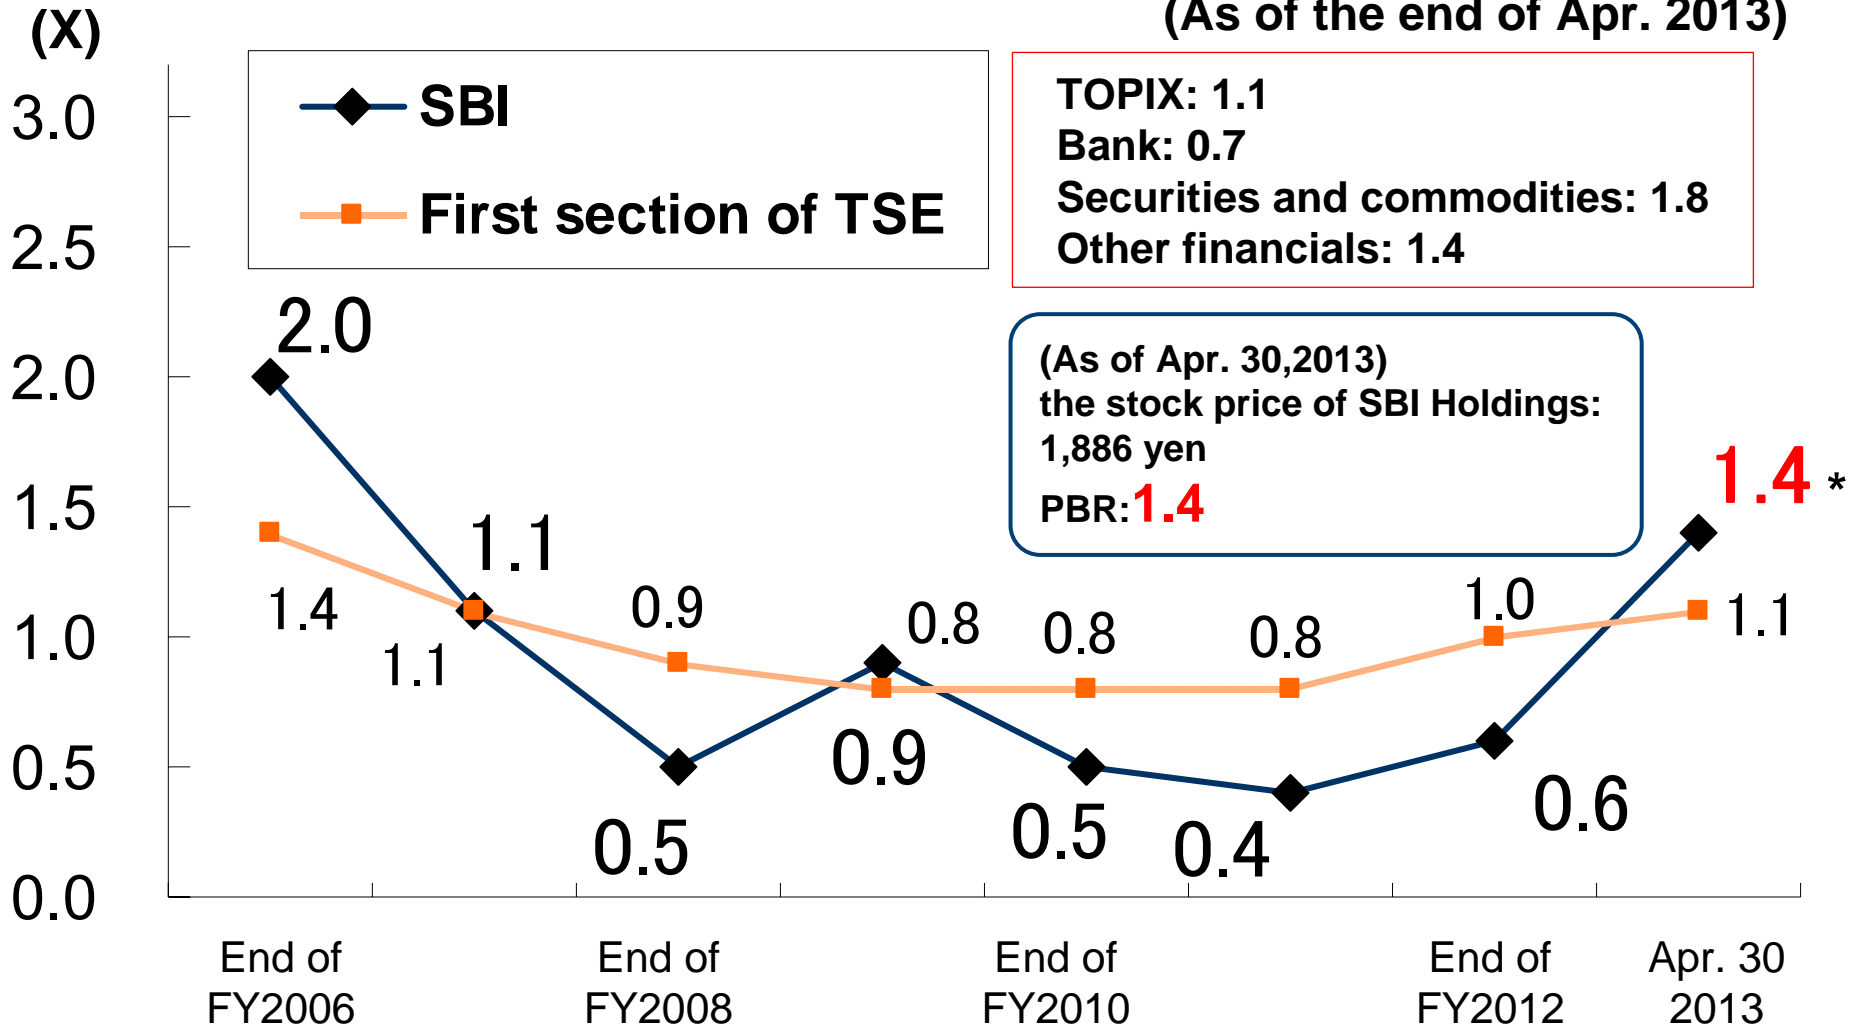 (X)
(As of the end of Apr. 2013)
SBI
First section of TSE
TOPIX: 1.1
Bank: 0.7
Securities and commodities: 1.8
Other financials: 1.4
(As of Apr. 30,2013)
the stock price of SBI Holdings:
1,886 yen
PBR:1.4
3.0
2.5
2.0
1.5
1.0
0.5
0.0
2.0
1.1
0.5
0.9
0.5
0.4
0.6
1.4 *
1.4
1.1
0.9
0.8
0.8
0.8
1.0
1.1
End of
FY2006
End of
FY2008
End of
FY2010
End of
FY2012
Apr. 30
2013